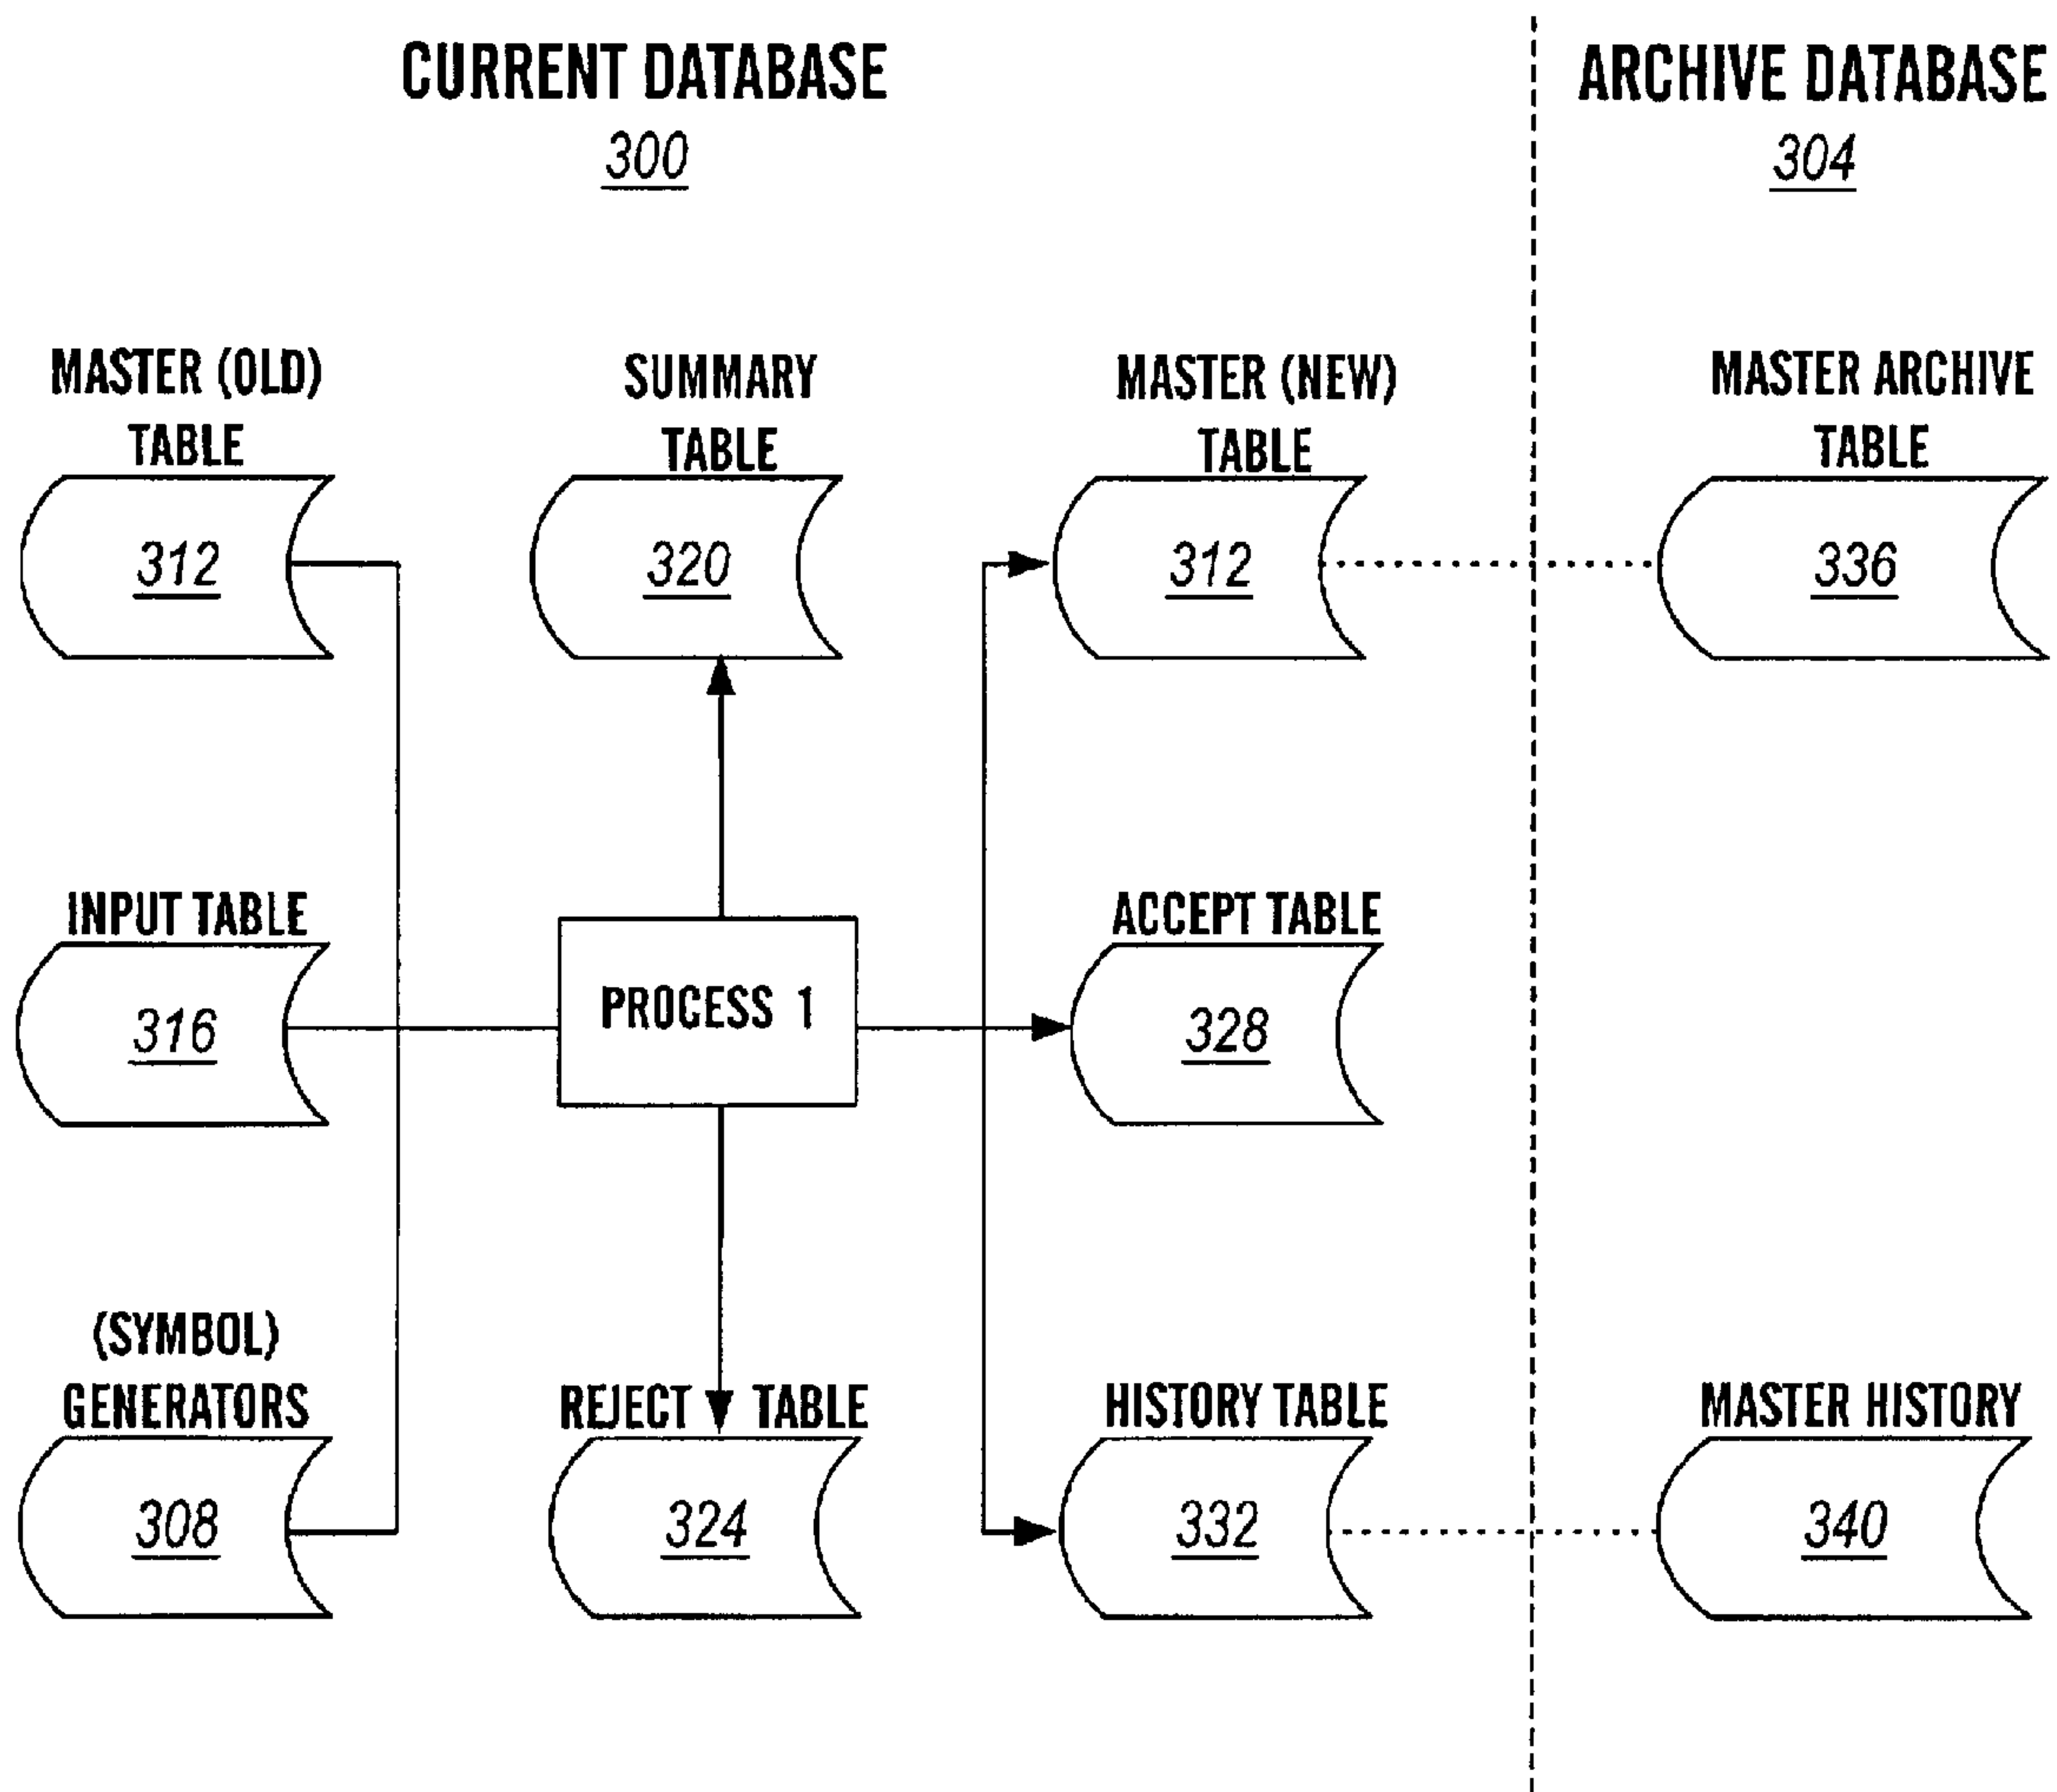 CURRENT DATABASE
300
ARCHIVE DATABASE
304
MASTER (OLD)
TABLE
312
SUMMARY
TABLE
320
MASTER (NEW)
TABLE
312
MASTER ARCHIVE
TABLE
336
INPUT TABLE
316
PROCESS 1
ACCEPT TABLE
328
(SYMBOL)
GENERATORS
308
REJECT TABLE
324
HISTORY TABLE
332
MASTER HISTORY
340